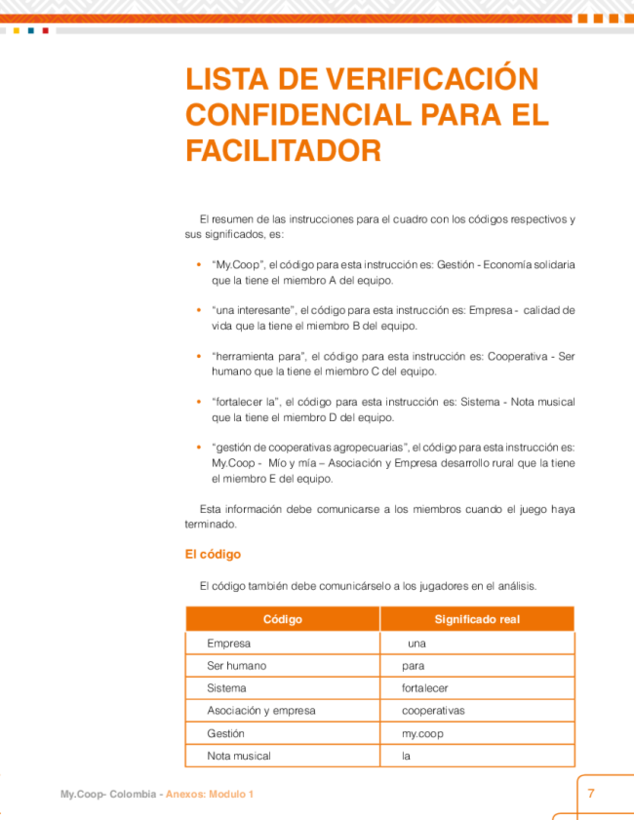 LISTA DE VERIFICACIÓN
CONFIDENCIAL PARA EL
FACILITADOR
El resumen de las instrucciones para el cuadro con los códigos respectivos y
sus significados, es:
• “My.Coop”, el código para esta instrucción es: Gestión - Economía solidaria
que la tiene el miembro A del equipo.
• “una interesante”, el código para esta instrucción es: Empresa - calidad de
vida que la tiene el miembro B del equipo.
• “herramienta para”, el código para esta instrucción es: Cooperativa - Ser
humano que la tiene el miembro C del equipo.
• “fortalecer la”, el código para esta instrucción es: Sistema - Nota musical
que la tiene el miembro D del equipo.
• “gestión de cooperativas agropecuarias”, el código para esta instrucción es:
My.Coop - Mío y mía – Asociación y Empresa desarrollo rural que la tiene
el miembro E del equipo.
Esta información debe comunicarse a los miembros cuando el juego haya
terminado.
El código
El código también debe comunicárselo a los jugadores en el análisis.
Código Significado real
Empresa una
Ser humano para
Sistema fortalecer
Asociación y empresa cooperativas
Gestión my.coop
Nota musical la
My.Coop- Colombia - Anexos: Modulo 1 7